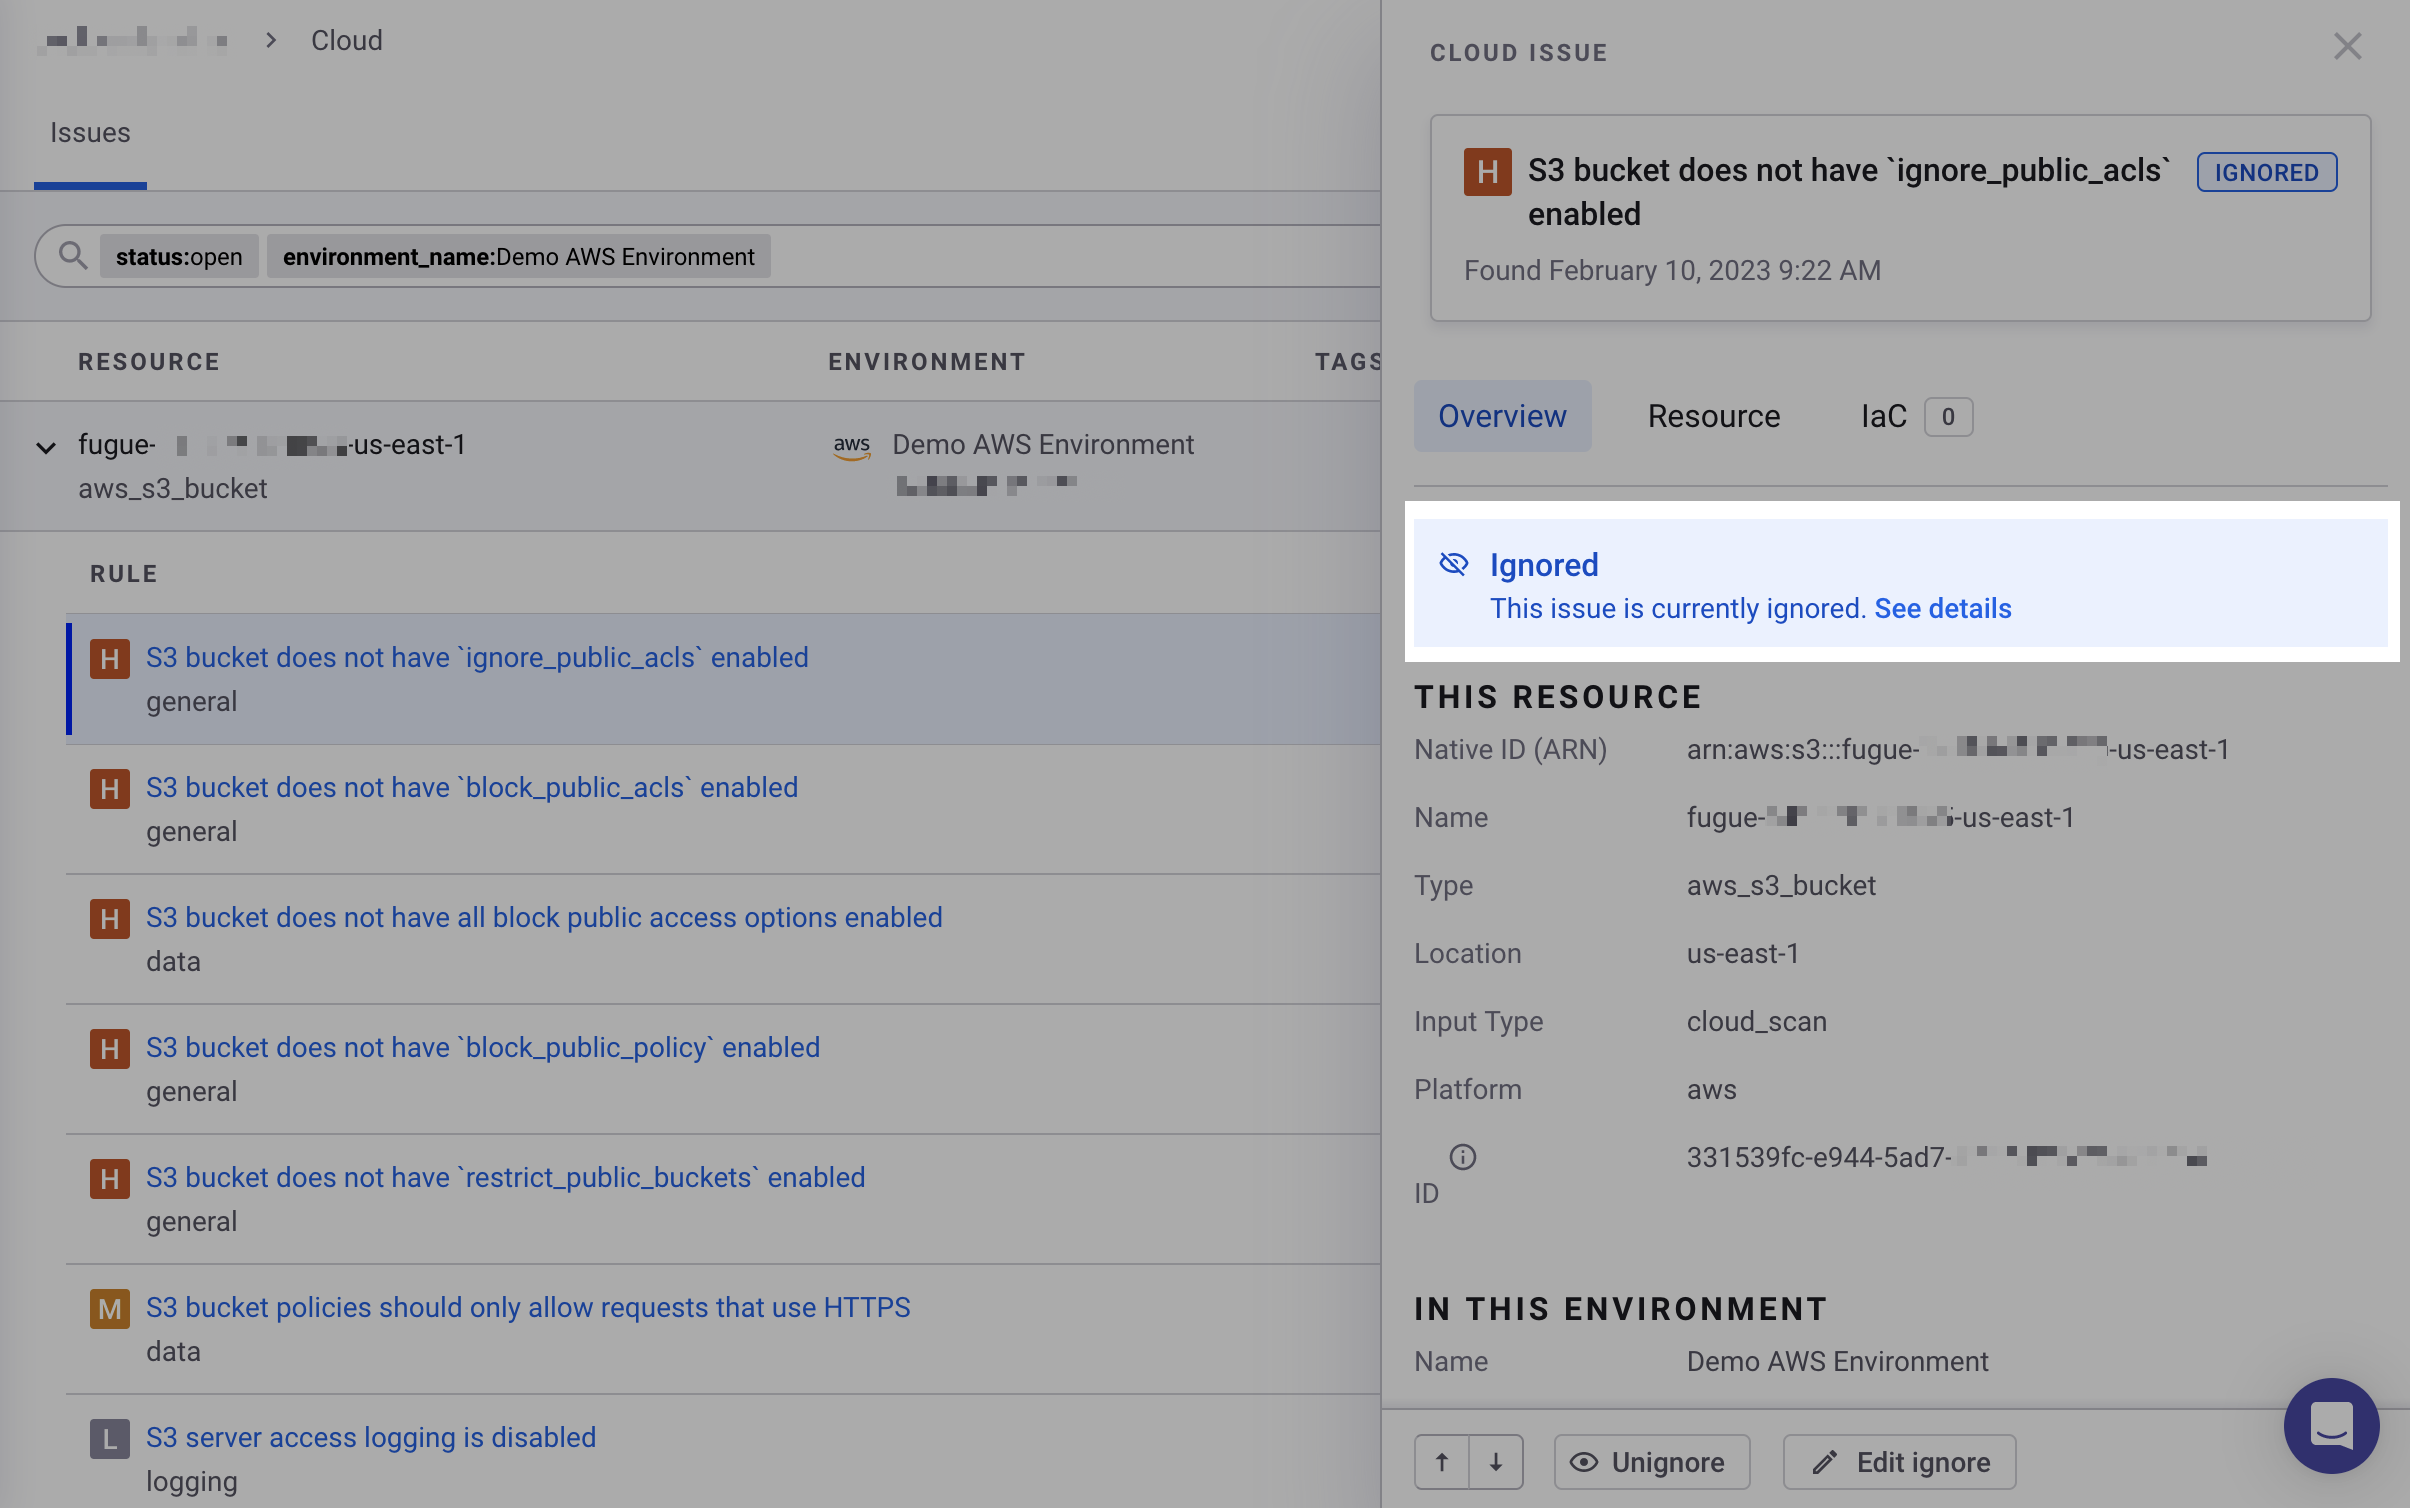 Cloud
Issues
status:open environment_name:Demo AWS Environment
RESOURCE ENVIRONMENT TAGS
fugue- -us-east-1 aws Demo AWS Environment
aws_s3_bucket
RULE
H S3 bucket does not have `ignore_public_acls` enabled
general
H S3 bucket does not have `block_public_acls` enabled
general
H S3 bucket does not have all block public access options enabled
data
H S3 bucket does not have `block_public_policy` enabled
general
H S3 bucket does not have `restrict_public_buckets` enabled
general
M S3 bucket policies should only allow requests that use HTTPS
data
L S3 server access logging is disabled
logging
CLOUD ISSUE
H S3 bucket does not have `ignore_public_acls` IGNORED
enabled
Found February 10, 2023 9:22 AM
Overview Resource IaC 0
Ignored
This issue is currently ignored. See details
THIS RESOURCE
Native ID (ARN) arn:aws:s3:::fugue- -us-east-1
Name fugue- -us-east-1
Type aws_s3_bucket
Location us-east-1
Input Type cloud_scan
Platform aws
331539fc-e944-5ad7-
ID
IN THIS ENVIRONMENT
Name Demo AWS Environment
Unignore Edit ignore